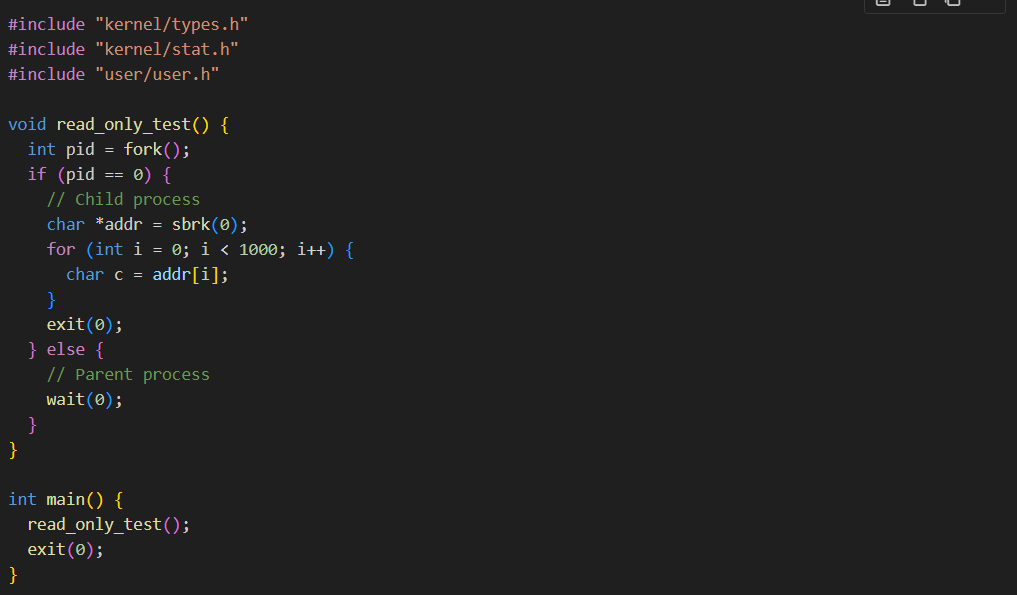 #include "kernel/types.h"
#include "kernel/stat.h"
#include "user/user.h"

void read_only_test() {
  int pid = fork();
  if (pid == 0) {
    // Child process
    char *addr = sbrk(0);
    for (int i = 0; i < 1000; i++) {
      char c = addr[i];
    }
    exit(0);
  } else {
    // Parent process
    wait(0);
  }
}

int main() {
  read_only_test();
  exit(0);
}